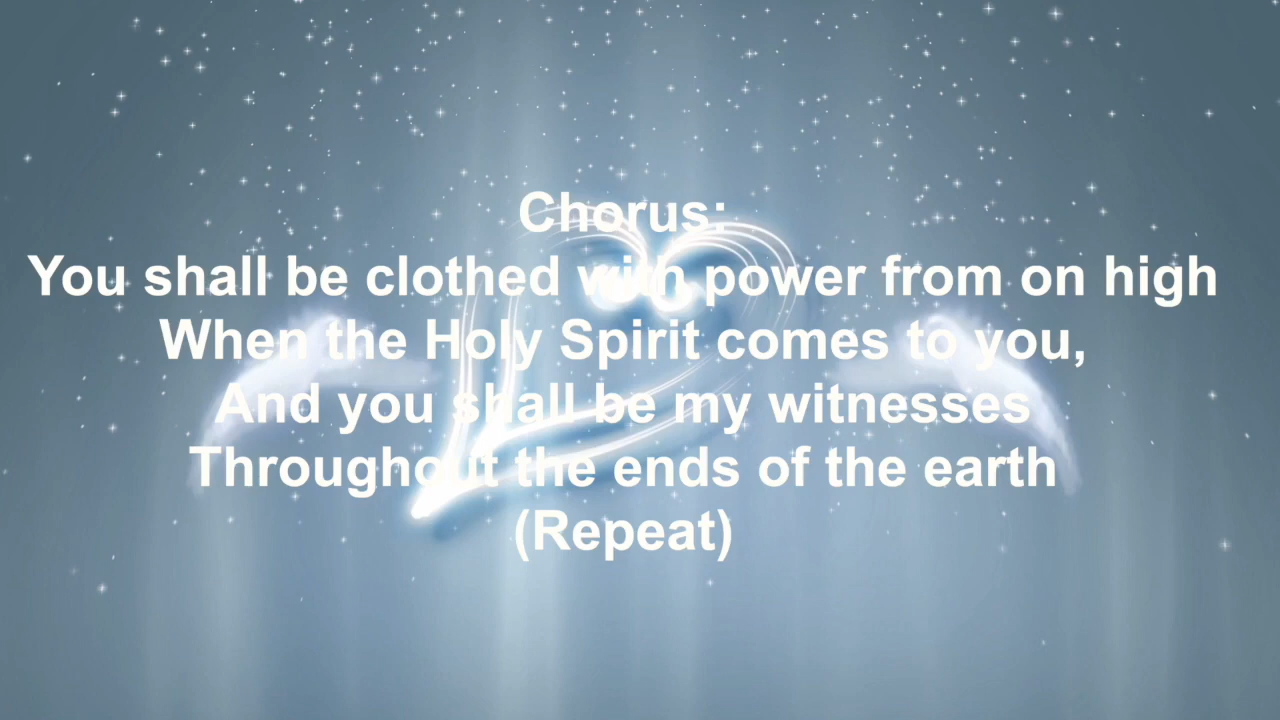 Chorus:
You shall be clothed with power from on high
When the Holy Spirit comes to you,
And you shall be my witnesses
Throughout the ends of the earth
(Repeat)